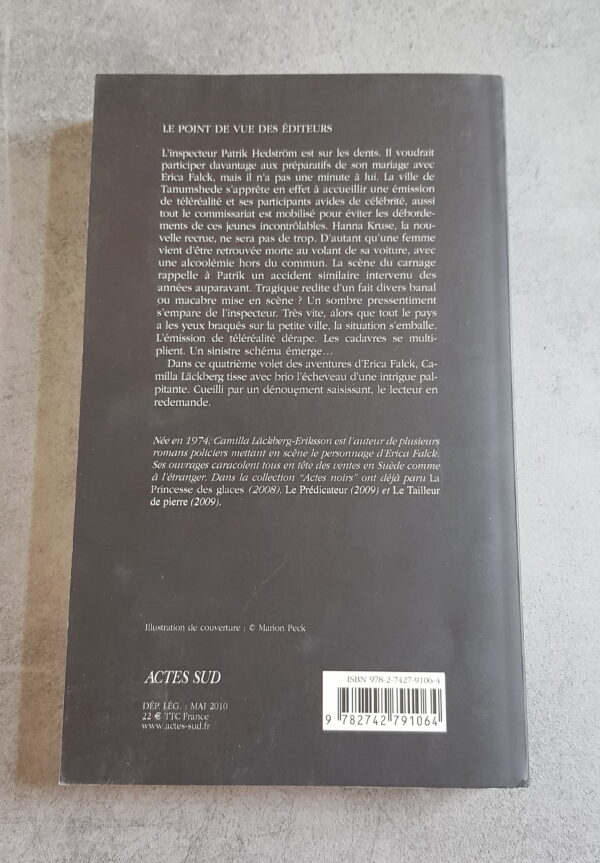 LE POINT DE VUE DES ÉDITEURS
L'inspecteur Patrik Hedström est sur les dents. Il voudrait
participer davantage aux préparatifs de son mariage avec
Erica Falck, mais il n'a pas une minute à lui. La ville de
Tanumshede s'apprête en effet à accueillir une émission
de téléréalité et ses participants avides de célébrité, aussi
tout le commissariat est mobilisé pour éviter les déborde-
ments de ces jeunes incontrôlables. Hanna Kruse, la nou-
velle recrue, ne sera pas de trop. D'autant qu'une femme
vient d'être retrouvée morte au volant de sa voiture, avec
une alcoolémie hors du commun. La scène du carnage
rappelle à Patrik un accident similaire intervenu des
années auparavant. Tragique redite d'un fait divers banal
ou macabre mise en scène ? Un sombre pressentiment
s'empare de l'inspecteur. Très vite, alors que tout le pays
a les yeux braqués sur la petite ville, la situation s'emballe.
L'émission de téléréalité dérape. Les cadavres se multi-
plient. Un sinistre schéma émerge…
Dans ce quatrième volet des aventures d'Erica Falck, Ca-
milla Läckberg tisse avec brio l'écheveau d'une intrigue pal-
pitante. Cueilli par un dénouement saisissant, le lecteur en
redemande.
Née en 1974, Camilla Läckberg-Eriksson est l'auteur de plusieurs
romans policiers mettant en scène le personnage d'Erica Falck.
Ses ouvrages caracolent tous en tête des ventes en Suède comme
à l'étranger. Dans la collection "Actes noirs" ont déjà paru La
Princesse des glaces (2008), Le Prédicateur (2009) et Le Tailleur
de pierre (2009).
Illustration de couverture : © Marion Peck
ACTES SUD
DÉP. LÉG. : MAI 2010
22 € TTC France
www.actes-sud.fr
ISBN 978-2-7427-9106-4
9 782742 791064